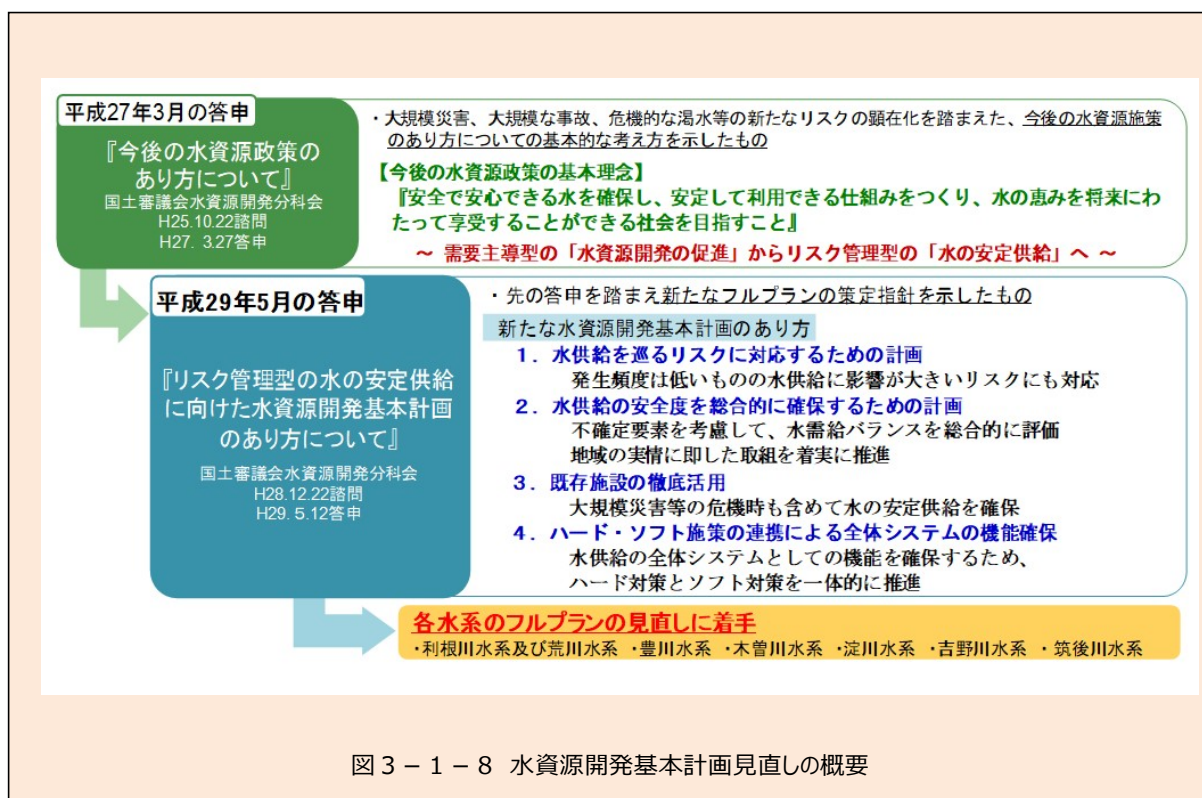 平成27年3月の答申
『今後の水資源政策の
あり方について』
国土審議会水資源開発分科会
H25.10.22諮問
H27. 3.27答申
・大規模災害、大規模な事故、危機的な渇水等の新たなリスクの顕在化を踏まえた、今後の水資源施策
のあり方についての基本的な考え方を示したもの
【今後の水資源政策の基本理念】
『安全で安心できる水を確保し、安定して利用できる仕組みをつくり、水の恵みを将来にわ
たって享受することができる社会を目指すこと』
～ 需要主導型の「水資源開発の促進」からリスク管理型の「水の安定供給」へ ～
平成29年5月の答申
『リスク管理型の水の安定供給
に向けた水資源開発基本計画
のあり方について』
国土審議会水資源開発分科会
H28.12.22諮問
H29. 5.12答申
・先の答申を踏まえ新たなフルプランの策定指針を示したもの
新たな水資源開発基本計画のあり方
1．水供給を巡るリスクに対応するための計画
発生頻度は低いものの水供給に影響が大きいリスクにも対応
2．水供給の安全度を総合的に確保するための計画
不確定要素を考慮して、水需給バランスを総合的に評価
地域の実情に即した取組を着実に推進
3．既存施設の徹底活用
大規模災害等の危機時も含めて水の安定供給を確保
4．ハード・ソフト施策の連携による全体システムの機能確保
水供給の全体システムとしての機能を確保するため、
ハード対策とソフト対策を一体的に推進
各水系のフルプランの見直しに着手
・利根川水系及び荒川水系 ・豊川水系 ・木曽川水系 ・淀川水系 ・吉野川水系 ・筑後川水系
図３－１－８ 水資源開発基本計画見直しの概要